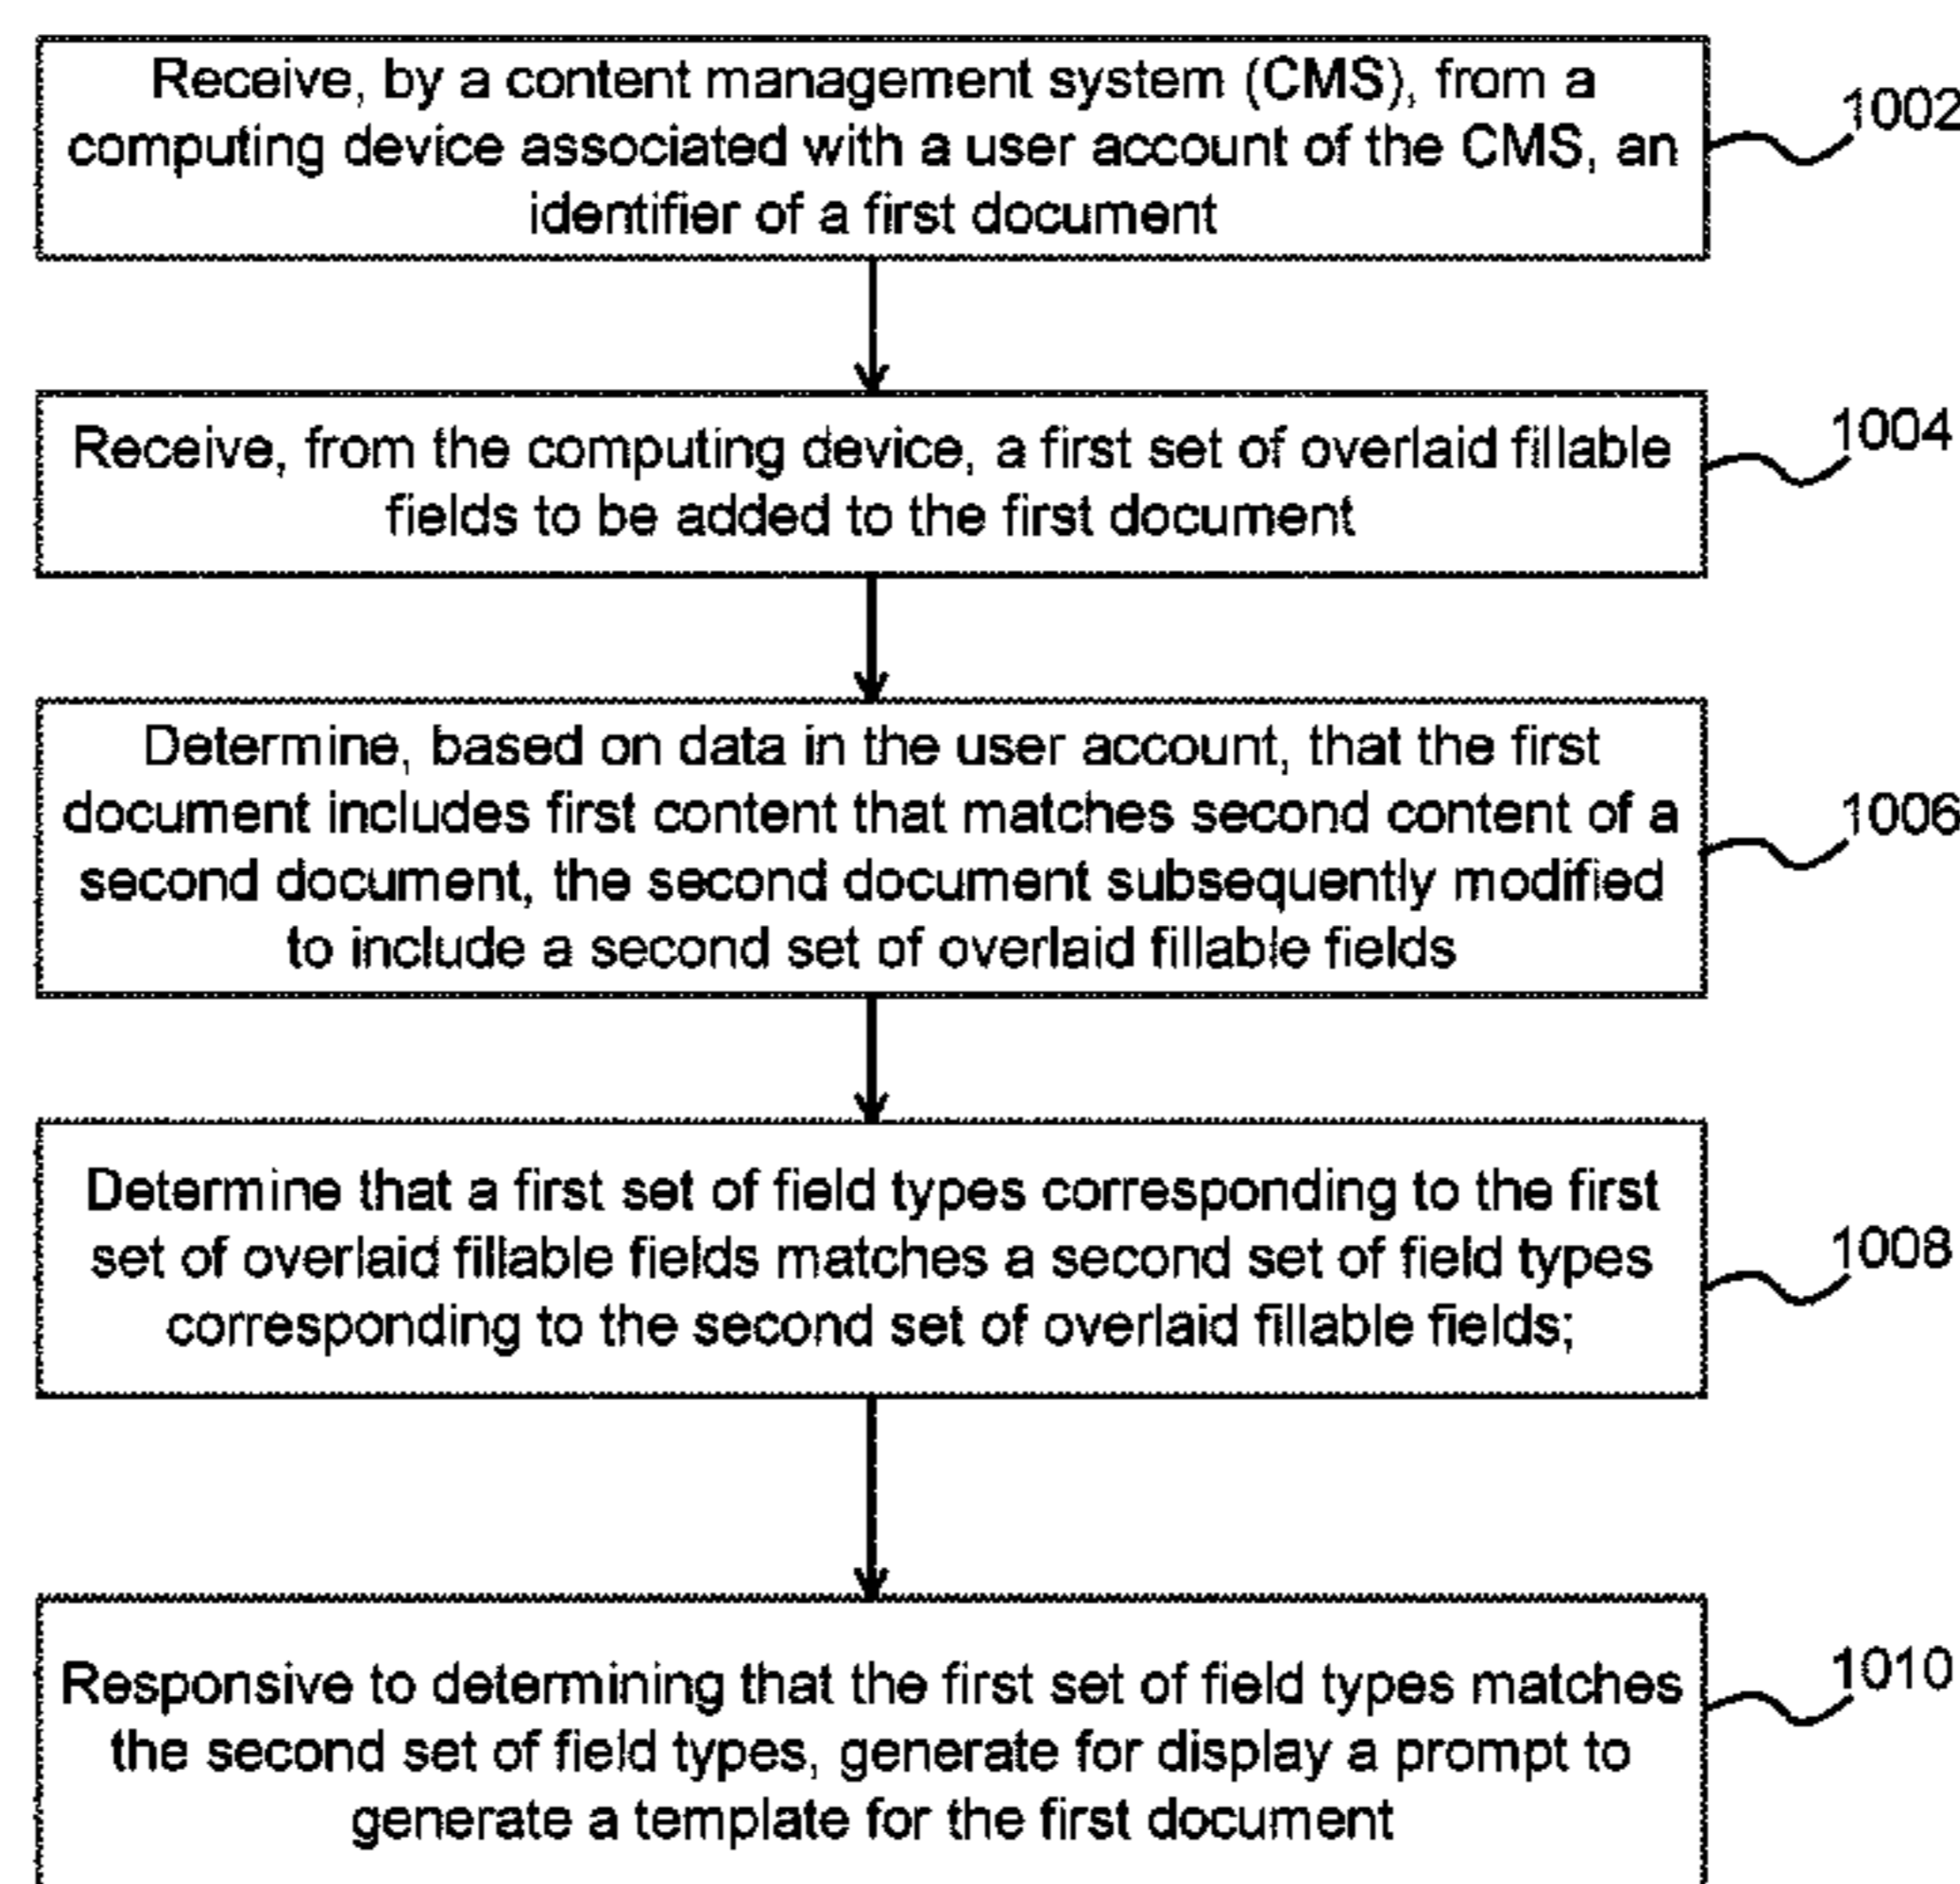 Receive, by a content management system (CMS), from a
computing device associated with a user account of the CMS, an
identifier of a first document
1002
Receive, from the computing device, a first set of overlaid fillable
fields to be added to the first document
1004
Determine, based on data in the user account, that the first
document includes first content that matches second content of a
second document, the second document subsequently modified
to include a second set of overlaid fillable fields
1006
Determine that a first set of field types corresponding to the first
set of overlaid fillable fields matches a second set of field types
corresponding to the second set of overlaid fillable fields;
1008
Responsive to determining that the first set of field types matches
the second set of field types, generate for display a prompt to
generate a template for the first document
1010